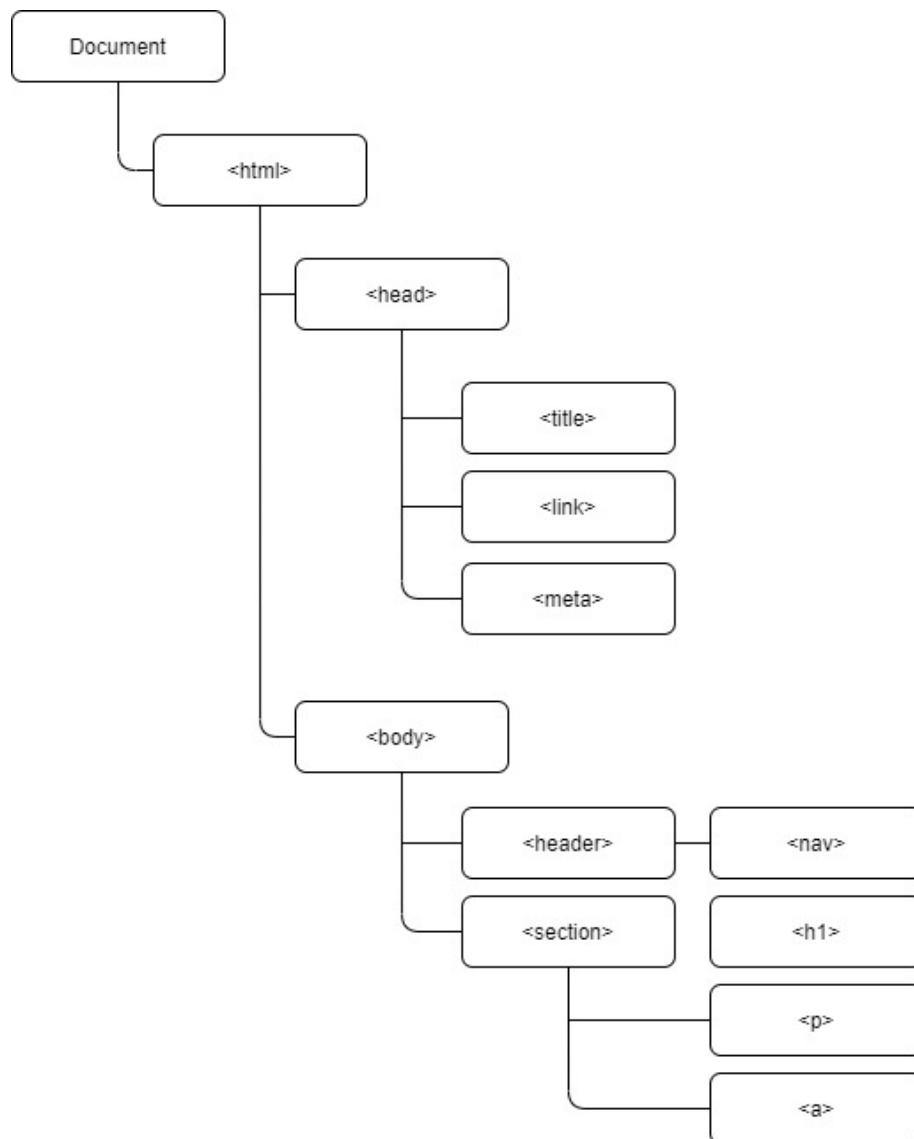 Document
<html>
<head>
<title>
<link>
<meta>
<body>
<header>
<nav>
<section>
<h1>
<p>
<a>